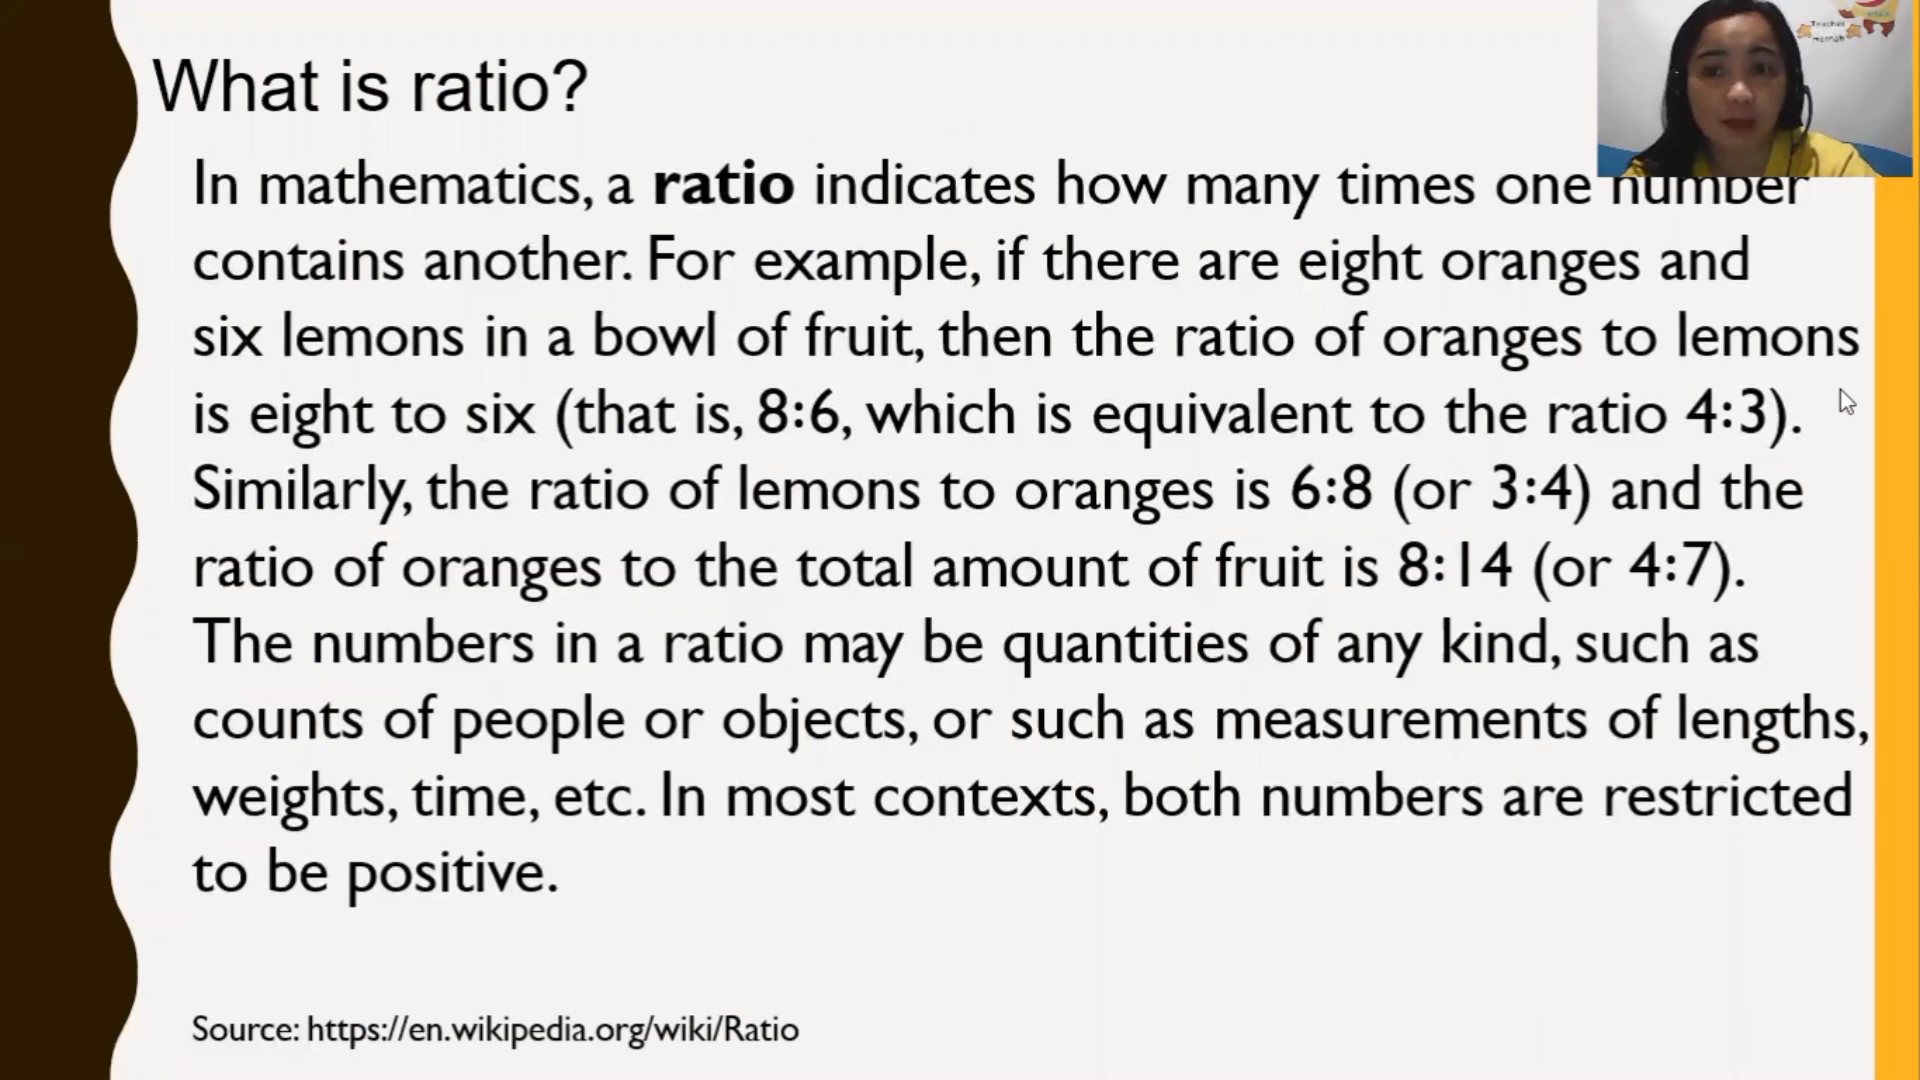 What is ratio?
In mathematics, a ratio indicates how many times one number
contains another. For example, if there are eight oranges and
six lemons in a bowl of fruit, then the ratio of oranges to lemons
is eight to six (that is, 8:6, which is equivalent to the ratio 4:3).
Similarly, the ratio of lemons to oranges is 6:8 (or 3:4) and the
ratio of oranges to the total amount of fruit is 8:14 (or 4:7).
The numbers in a ratio may be quantities of any kind, such as
counts of people or objects, or such as measurements of lengths,
weights, time, etc. In most contexts, both numbers are restricted
to be positive.
Source: https://en.wikipedia.org/wiki/Ratio
Teacher